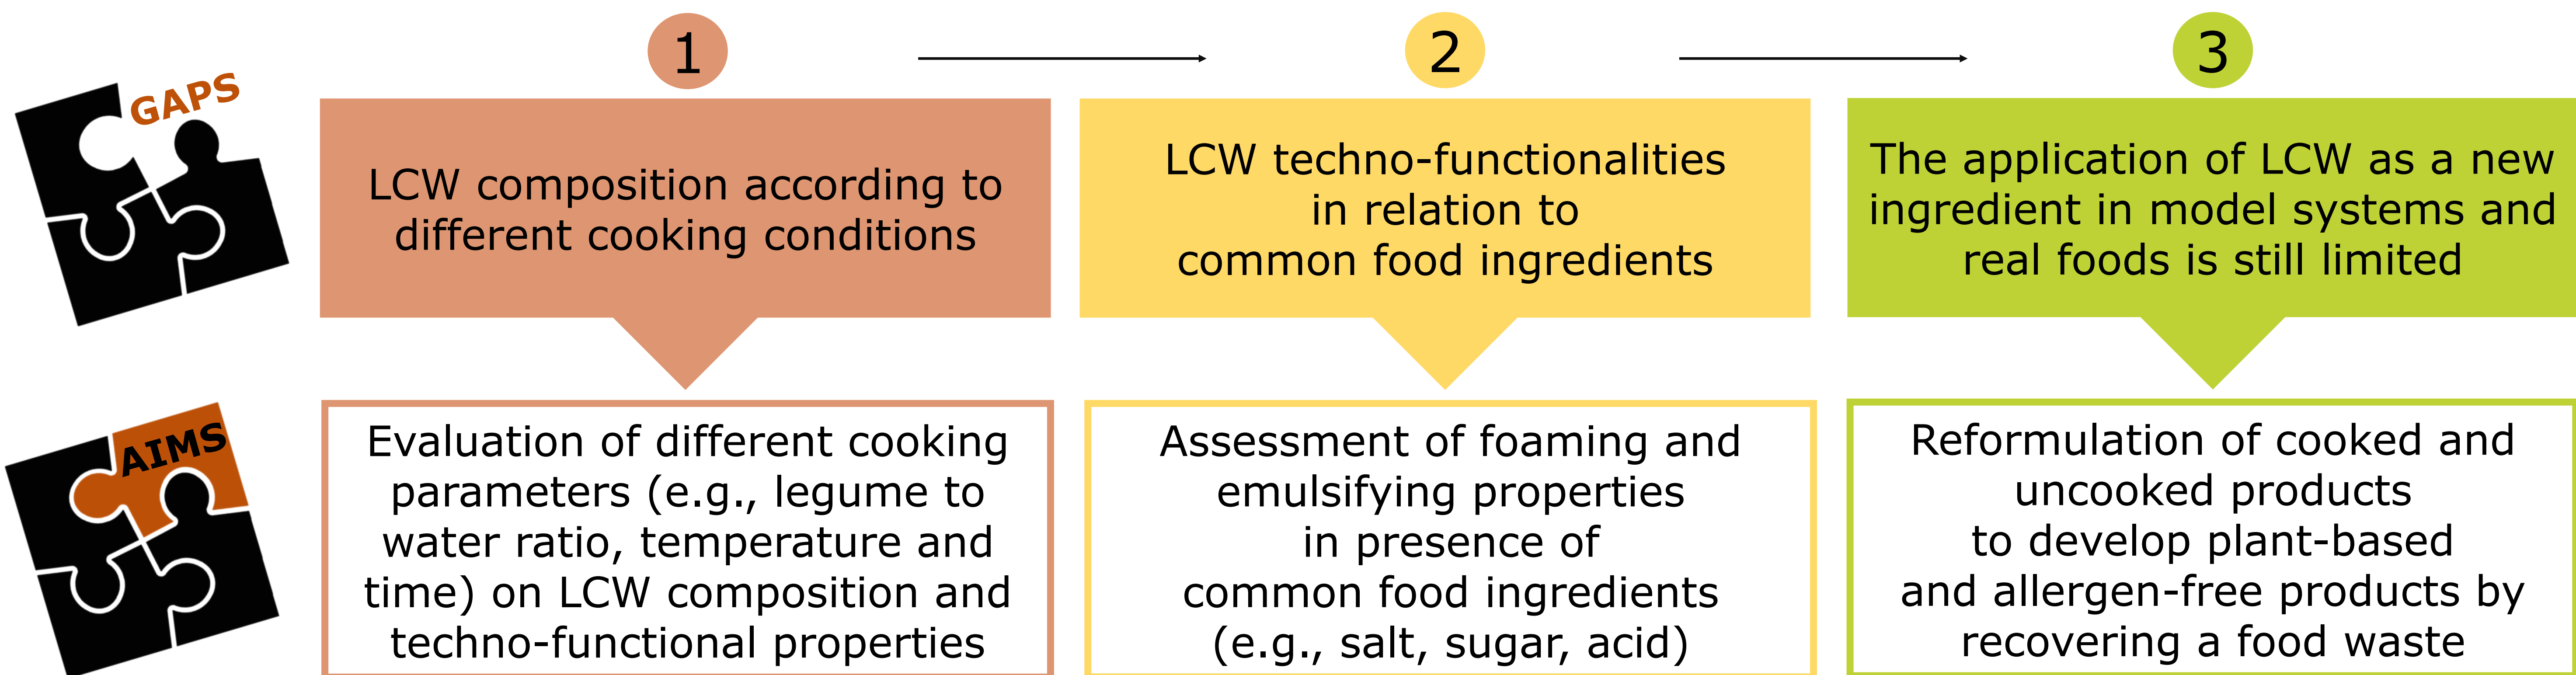 1
2
3
GAPS
LCW composition according to
different cooking conditions
LCW techno-functionalities
in relation to
common food ingredients
The application of LCW as a new
ingredient in model systems and
real foods is still limited
AIMS
Evaluation of different cooking
parameters (e.g., legume to
water ratio, temperature and
time) on LCW composition and
techno-functional properties
Assessment of foaming and
emulsifying properties
in presence of
common food ingredients
(e.g., salt, sugar, acid)
Reformulation of cooked and
uncooked products
to develop plant-based
and allergen-free products by
recovering a food waste